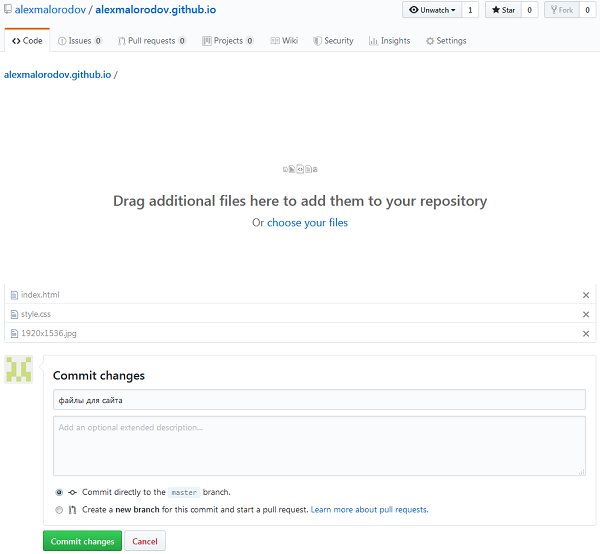 alexmalorodov / alexmalorodov.github.io
Unwatch 1 Star 0 Fork 0
Code Issues 0 Pull requests 0 Projects 0 Wiki Security Insights Settings
alexmalorodov.github.io /
Drag additional files here to add them to your repository
Or choose your files
index.html
style.css
1920x1536.jpg
Commit changes
файлы для сайта
Add an optional extended description...
Commit directly to the master branch.
Create a new branch for this commit and start a pull request. Learn more about pull requests.
Commit changes Cancel